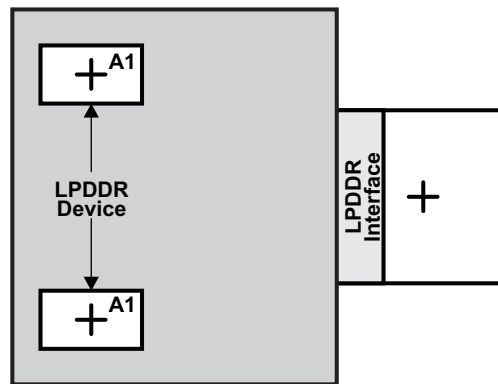 A1
LPDDR
Device
LPDDR
Interface
A1